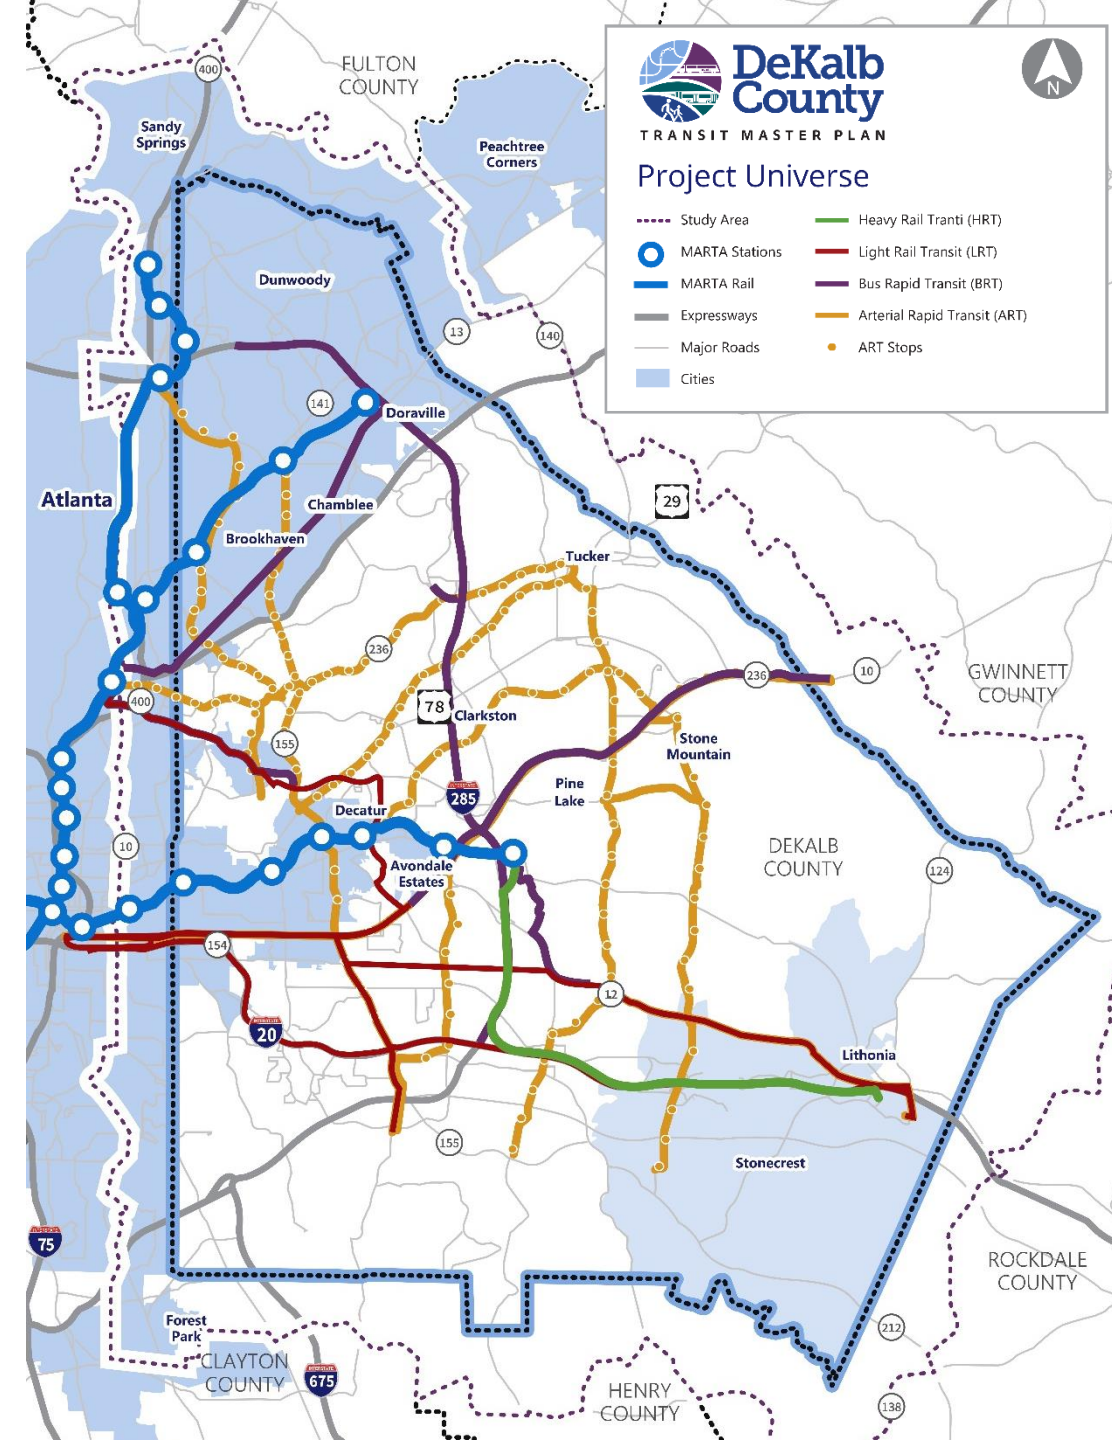 DeKalb
County
TRANSIT MASTER PLAN
Project Universe
Study Area
MARTA Stations
MARTA Rail
Expressways
Major Roads
Cities
Heavy Rail Tranti (HRT)
Light Rail Transit (LRT)
Bus Rapid Transit (BRT)
Arterial Rapid Transit (ART)
ART Stops
N
400
FULTON
COUNTY
Sandy
Springs
Peachtree
Corners
Dunwoody
13
140
141
Doraville
Atlanta
29
Chamble​e
Brookhaven
Tucker
236
GWINNETT
COUNTY
10
236
400
78
Clarkston
155
Stone
Mountain
285
Pine
Lake
Decatur
10
DEKALB
COUNTY
124
Avondale
Estates
154
12
20
Lithonia
155
Stonecrest
75
ROCKDALE
COUNTY
Forest
Park
212
CLAYTON
COUNTY
675
HENRY
COUNTY
138